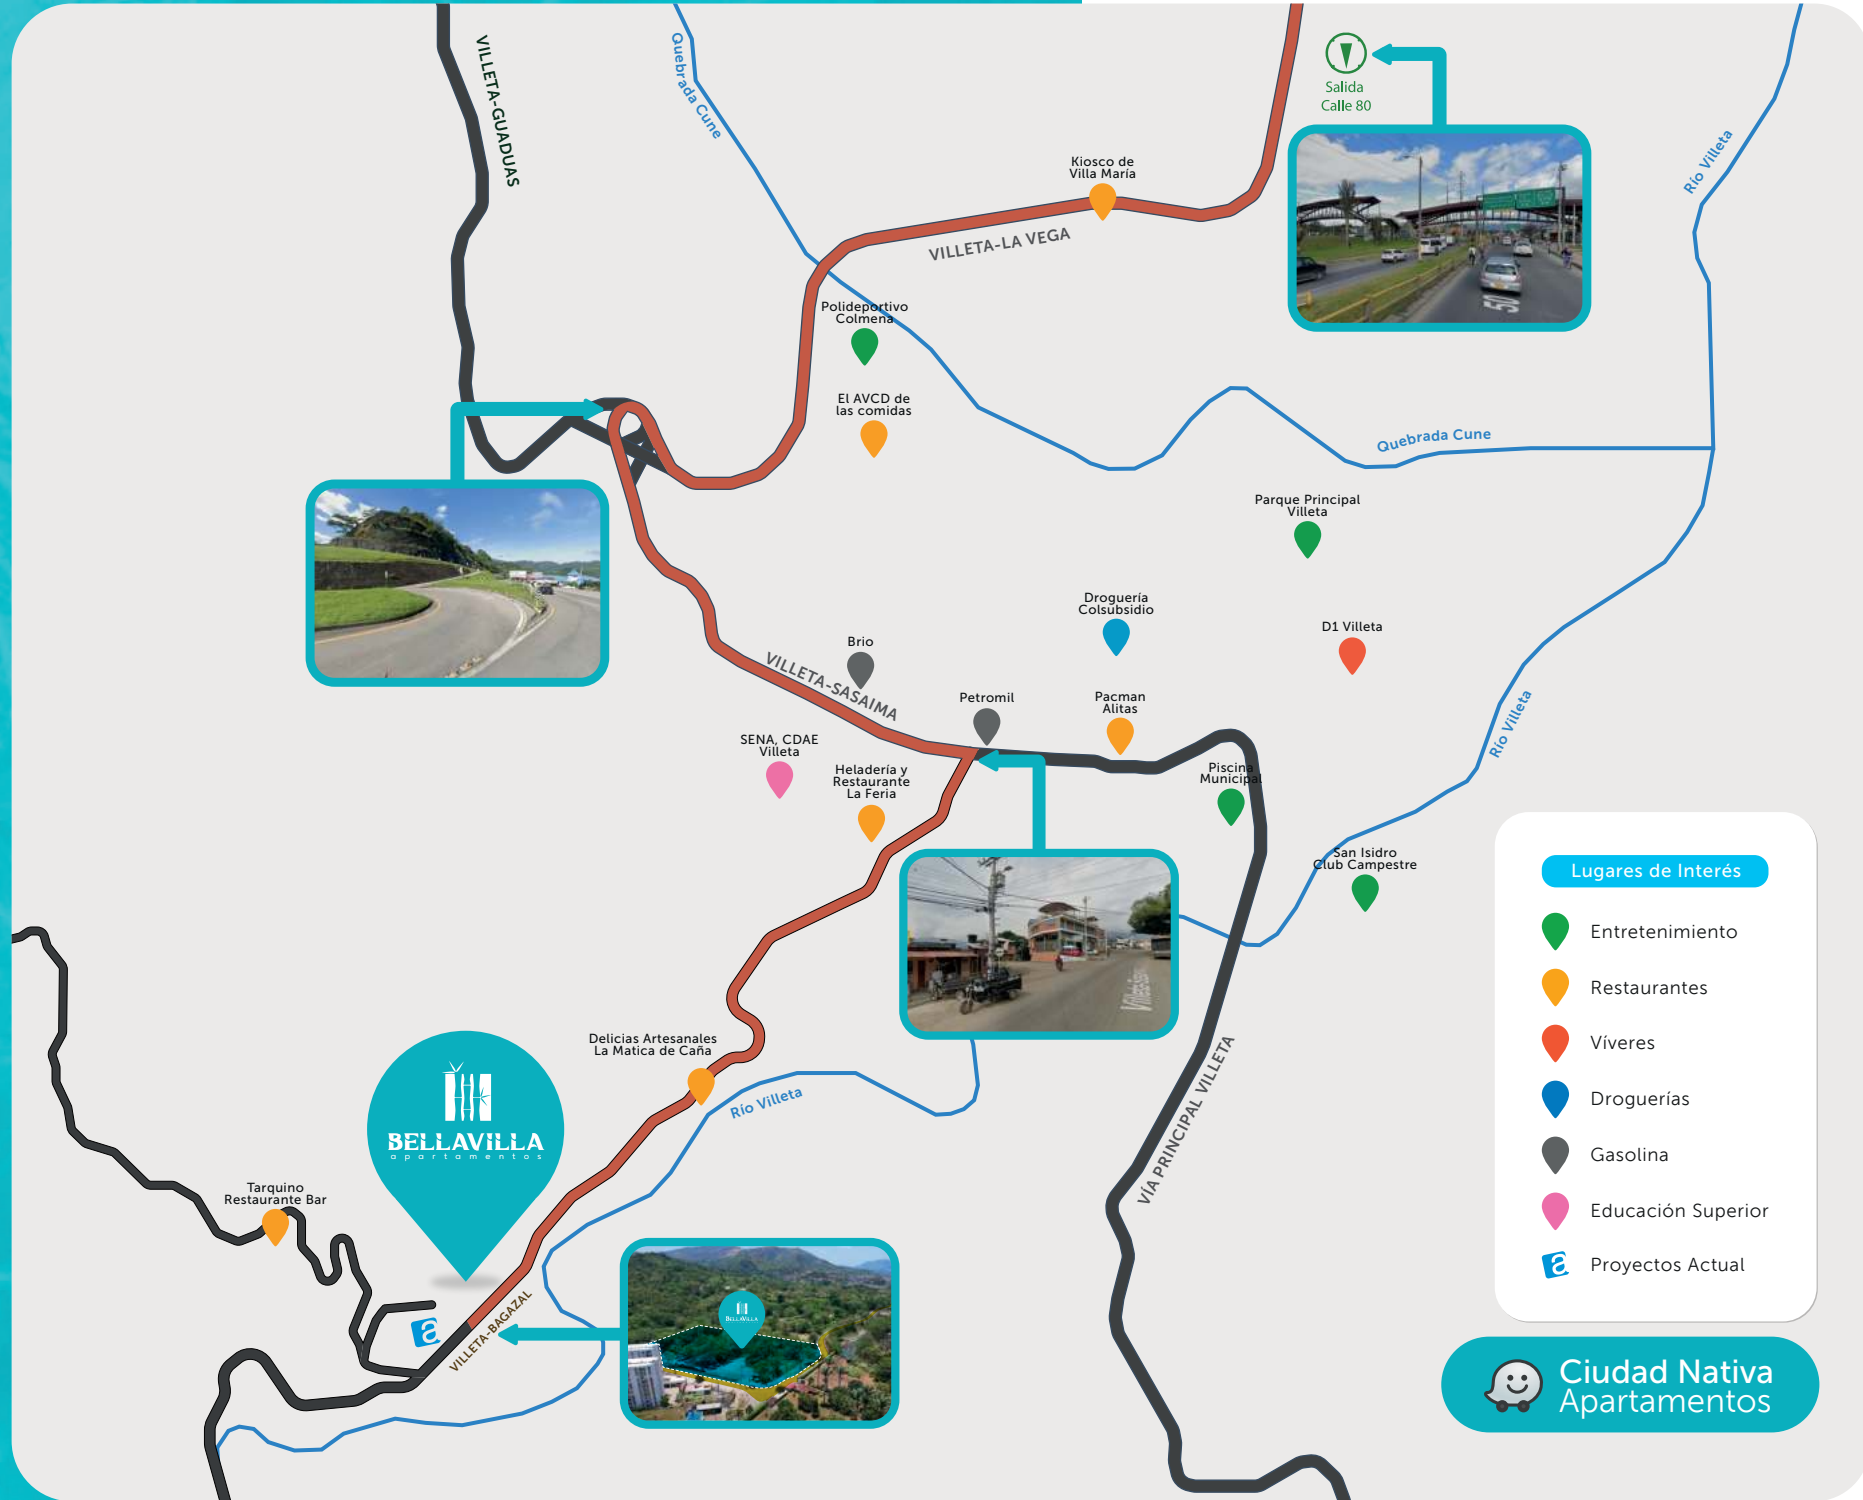 VILLETA-GUADUAS
Quebrada Cune
Salida
Calle 80
Río Villeta
Kiosco de
Villa María
VILLETA-LA VEGA
50
Polideportivo
Colmena
El AVCD de
las comidas
Quebrada Cune
Parque Principal
Villeta
Droguería
Colsubsidio
D1 Villeta
Brio
VILLETA-SASAIMA
Petromil
Pacman
Alitas
Río Villeta
SENA, CDAE
Villeta
Heladería y
Restaurante
La Feria
Piscina
Municipal
San Isidro
Club Campestre
Lugares de Interés
Entretenimiento
Restaurantes
Víveres
Droguerías
Gasolina
Educación Superior
a Proyectos Actual
Delicias Artesanales
La Matica de Caña
Río Villeta
VÍA PRINCIPAL VILLETA
BELLAVILLA
apartamentos
Tarquino
Restaurante Bar
a
VILLETA-BAGAZAL
BELLAVILLA
Ciudad Nativa
Apartamentos